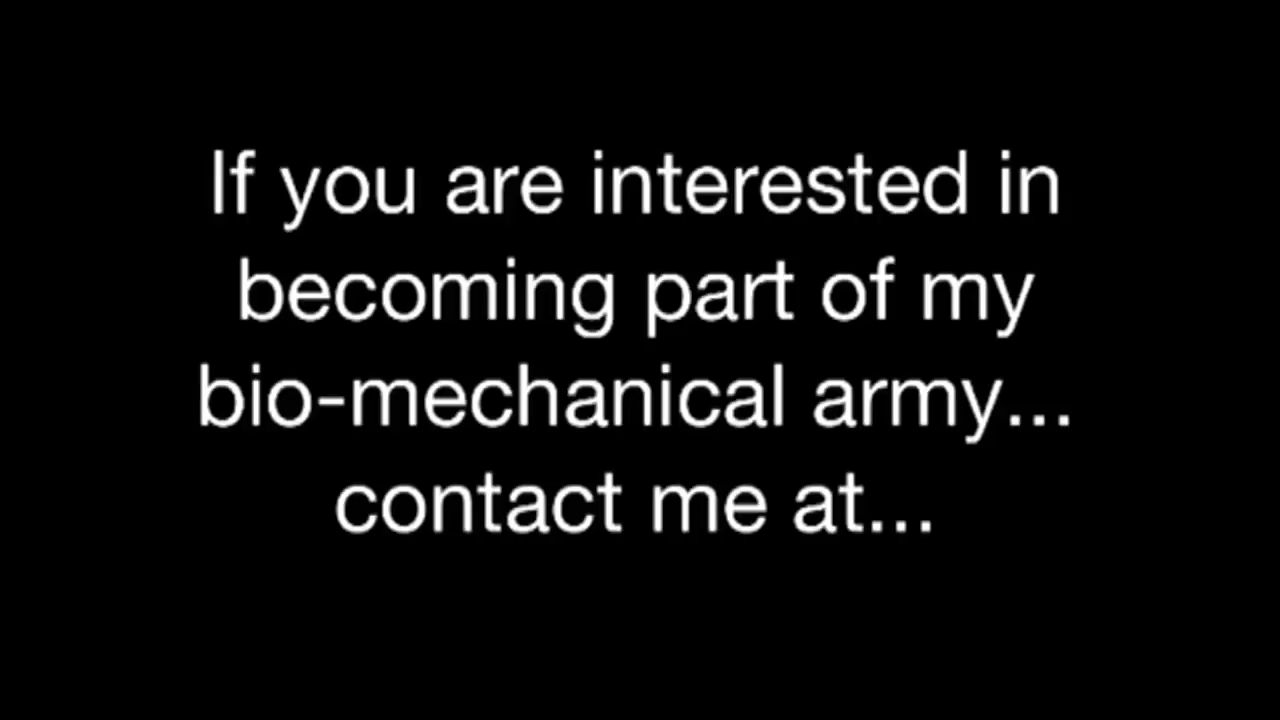 If you are interested in
becoming part of my
bio-mechanical army...
contact me at...